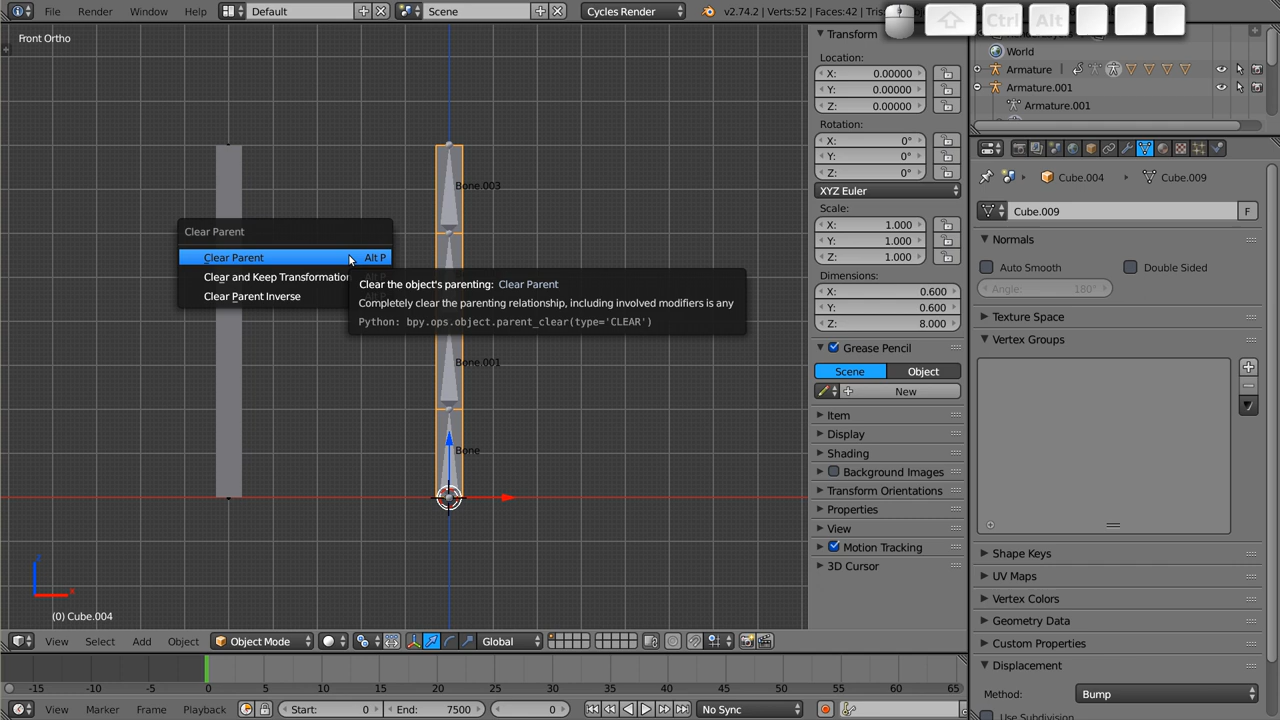 File Render Window Help Default Scene Cycles Render v2.74.2 | Verts:52 | Faces:42 | Tris
Ctrl Alt
Front Ortho
Transform
Location:
X: 0.00000
Y: 0.00000
Z: 0.00000
Rotation:
X: 0°
Y: 0°
Z: 0°
XYZ Euler
Scale:
X: 1.000
Y: 1.000
Z: 1.000
Dimensions:
X: 0.600
Y: 0.600
Z: 8.000
Grease Pencil
Scene Object
New
Item
Display
Shading
Background Images
Transform Orientations
Properties
View
Motion Tracking
3D Cursor
World
Armature
Armature.001
Armature.001
Cube.004 Cube.009
Cube.009 F
Normals
Auto Smooth Double Sided
Angle: 180°
Texture Space
Vertex Groups
Shape Keys
UV Maps
Vertex Colors
Geometry Data
Custom Properties
Displacement
Method: Bump
Use Subdivision
Bone.003
Bone.001
Bone
Clear Parent
Clear Parent Alt P
Clear and Keep Transformation Alt P
Clear Parent Inverse
Clear the object's parenting: Clear Parent
Completely clear the parenting relationship, including involved modifiers is any
Python: bpy.ops.object.parent_clear(type='CLEAR')
z
x
(0) Cube.004
View Select Add Object Object Mode Global
-15 -10 -5 0 5 10 15 20 25 30 35 40 45 50 55 60 65
View Marker Frame Playback Start: 0 End: 7500 0 No Sync